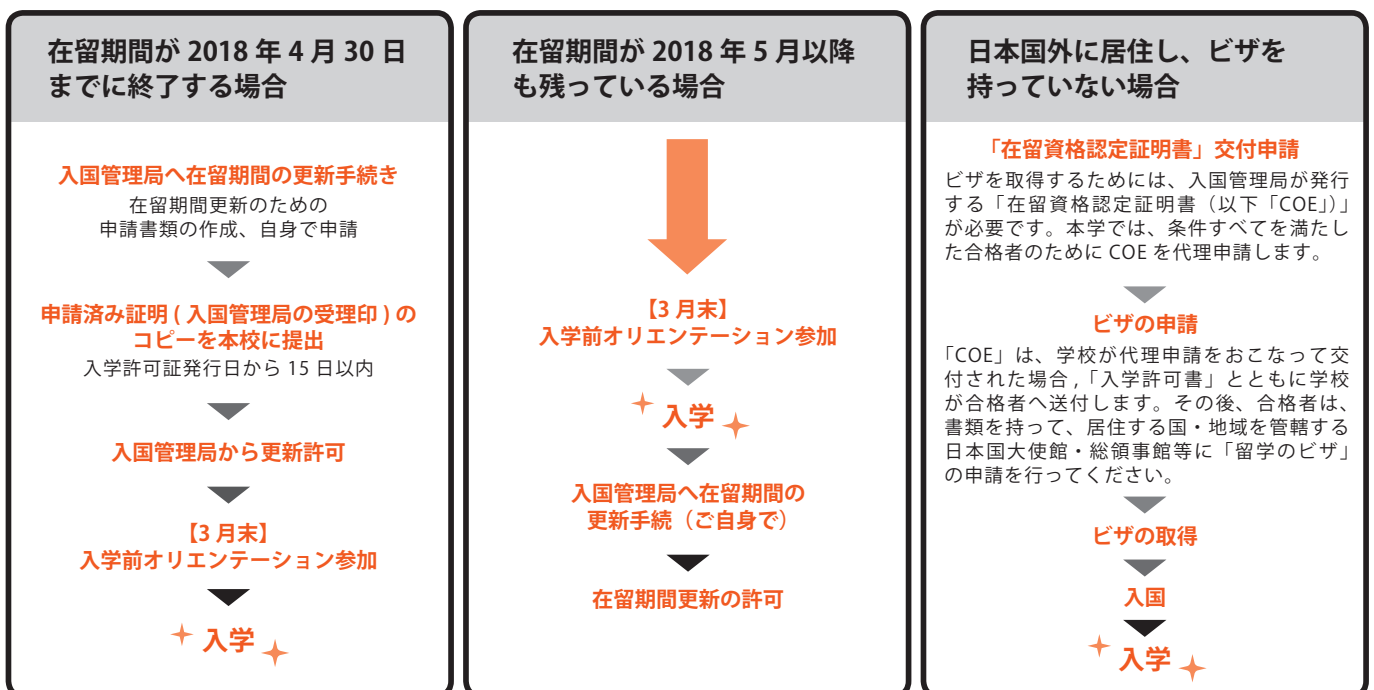 在留期間が 2018 年 4 月 30 日
までに終了する場合
入国管理局へ在留期間の更新手続き
在留期間更新のための
申請書類の作成、自身で申請
申請済み証明 ( 入国管理局の受理印 ) の
コピーを本校に提出
入学許可証発行日から 15 日以内
入国管理局から更新許可
【3 月末】
入学前オリエンテーション参加
入学
在留期間が 2018 年 5 月以降
も残っている場合
【3 月末】
入学前オリエンテーション参加
入学
入国管理局へ在留期間の
更新手続（ご自身で）
在留期間更新の許可
日本国外に居住し、ビザを
持っていない場合
「在留資格認定証明書」交付申請
ビザを取得するためには、入国管理局が発行
する「在留資格認定証明書（以下「COE」）」
が必要です。本学では、条件すべてを満たし
た合格者のために COE を代理申請します。
ビザの申請
「COE」は、学校が代理申請をおこなって交
付された場合 ,「入学許可書」とともに学校
が合格者へ送付します。その後、合格者は、
書類を持って、居住する国・地域を管轄する
日本国大使館・総領事館等に「留学のビザ」
の申請を行ってください。
ビザの取得
入国
入学